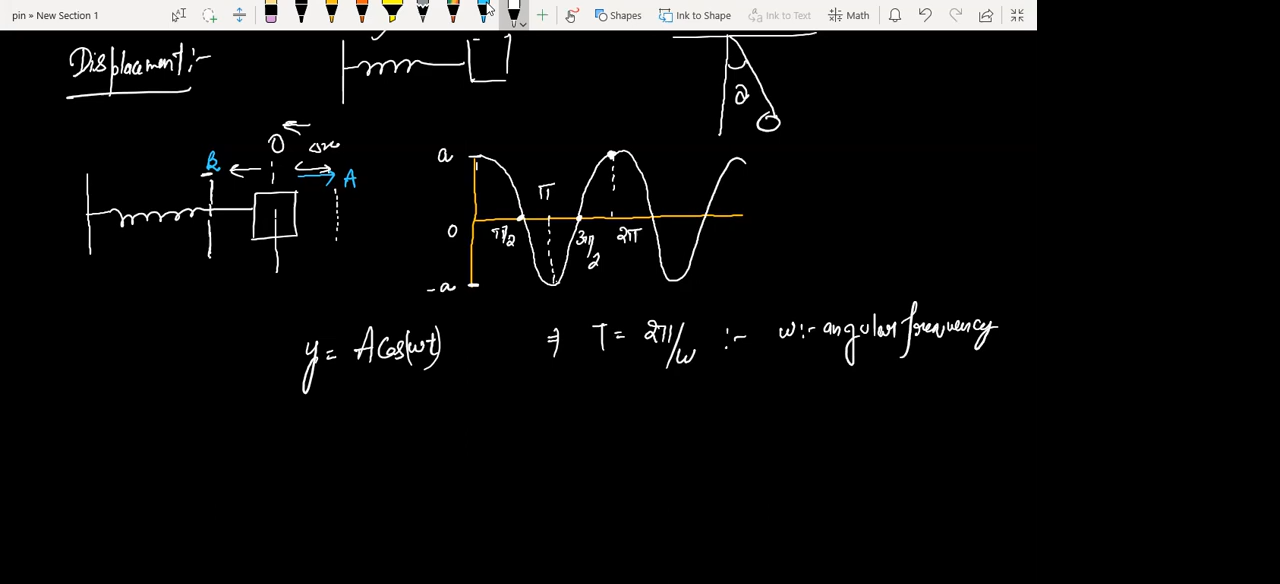 pin » New Section 1
Shapes
Ink to Shape
Ink to Text
Math
Displacement :-
θ
B
O
Δx
A
a
0
-a
π/2
π
3π/2
2π
y = A Cos(ωt)
⇒ T = 2π/ω :- ω:- angular frequency